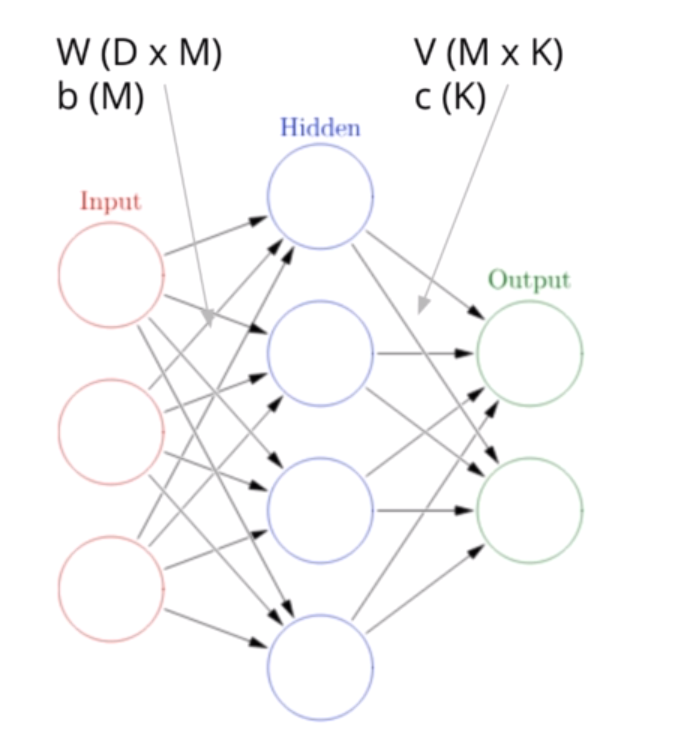 W (D x M)
b (M)
V (M x K)
c (K)
Hidden
Input
Output